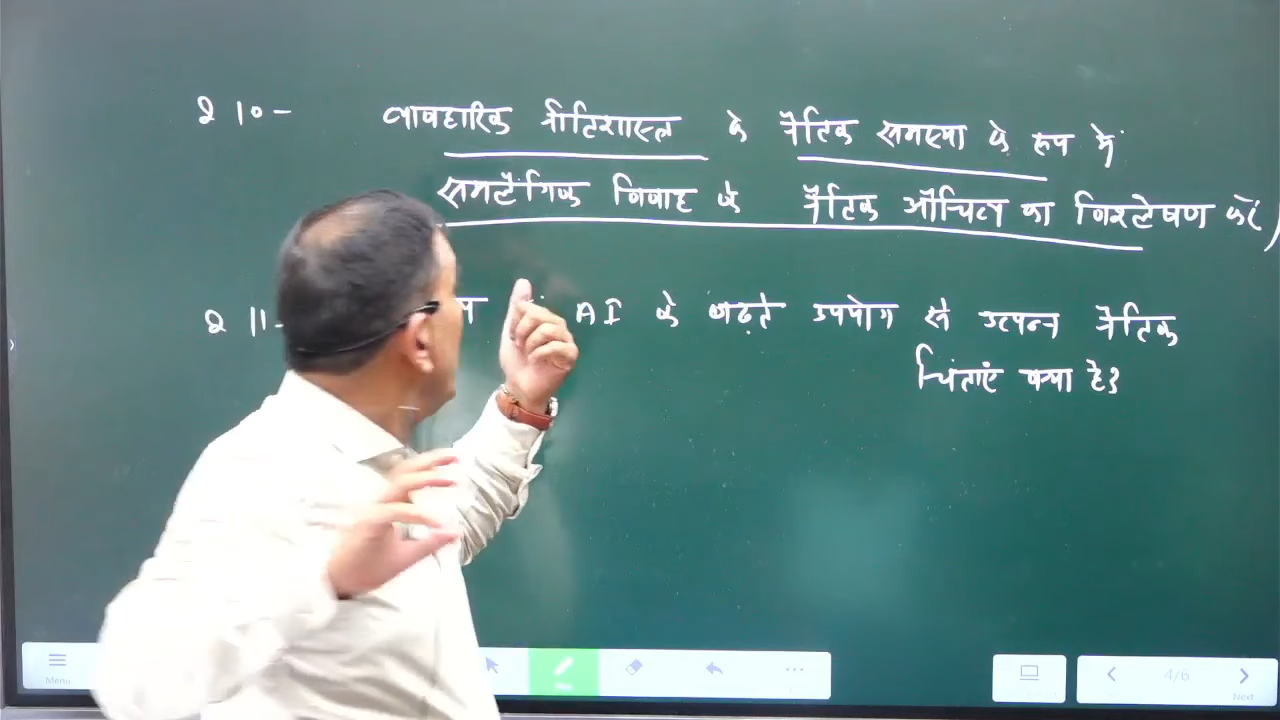 Q 10- व्यावहारिक नीतिशास्त्र के नैतिक समस्या के रूप में
समलैंगिक विवाह के नैतिक औचित्य का विश्लेषण करें)
Q 11- AI के बढ़ते उपयोग से उत्पन्न नैतिक
चिंताएं क्या है?
Menu
4/6
Next